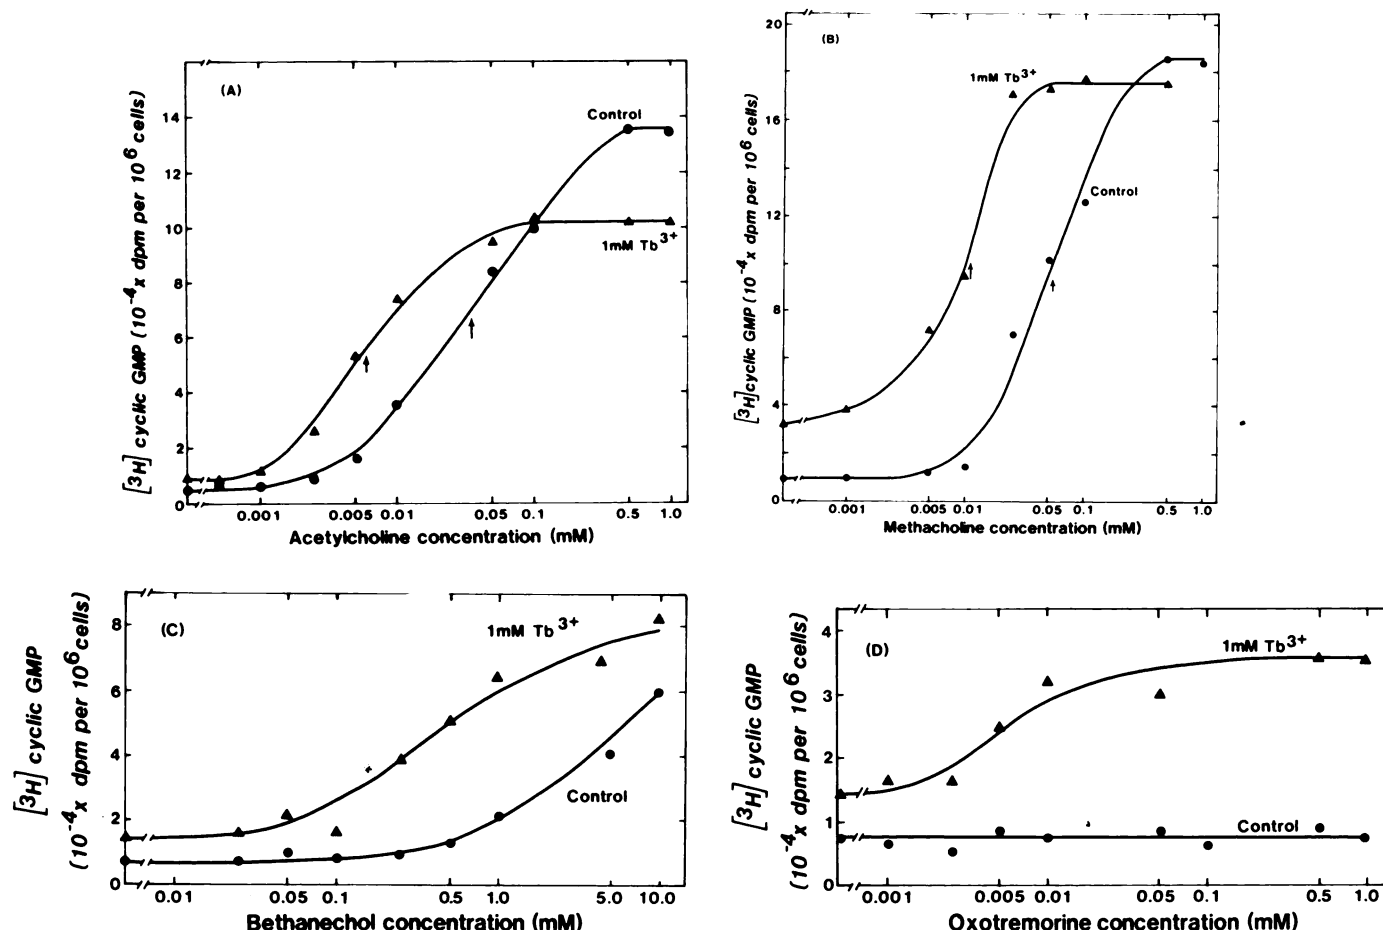 (A)
[3H] cyclic GMP (10-4x dpm per 106 cells)
14
12
10
8
6
4
2
0
Control
1mM Tb3+
0.001 0.005 0.01 0.05 0.1 0.5 1.0
Acetylcholine concentration (mM)
(B)
[3H]cyclic GMP (10-4x dpm per 106 cells)
20
16
12
8
4
0
1mM Tb3+
Control
0.001 0.005 0.01 0.05 0.1 0.5 1.0
Methacholine concentration (mM)
(C)
[3H] cyclic GMP
(10-4x dpm per 106cells)
8
6
4
2
0
1mM Tb3+
Control
0.01 0.05 0.1 0.5 1.0 5.0 10.0
Bethanechol concentration (mM)
(D)
[3H] cyclic GMP
(10-4x dpm per 106 cells)
4
3
2
1
0
1mM Tb3+
Control
0.001 0.005 0.01 0.05 0.1 0.5 1.0
Oxotremorine concentration (mM)